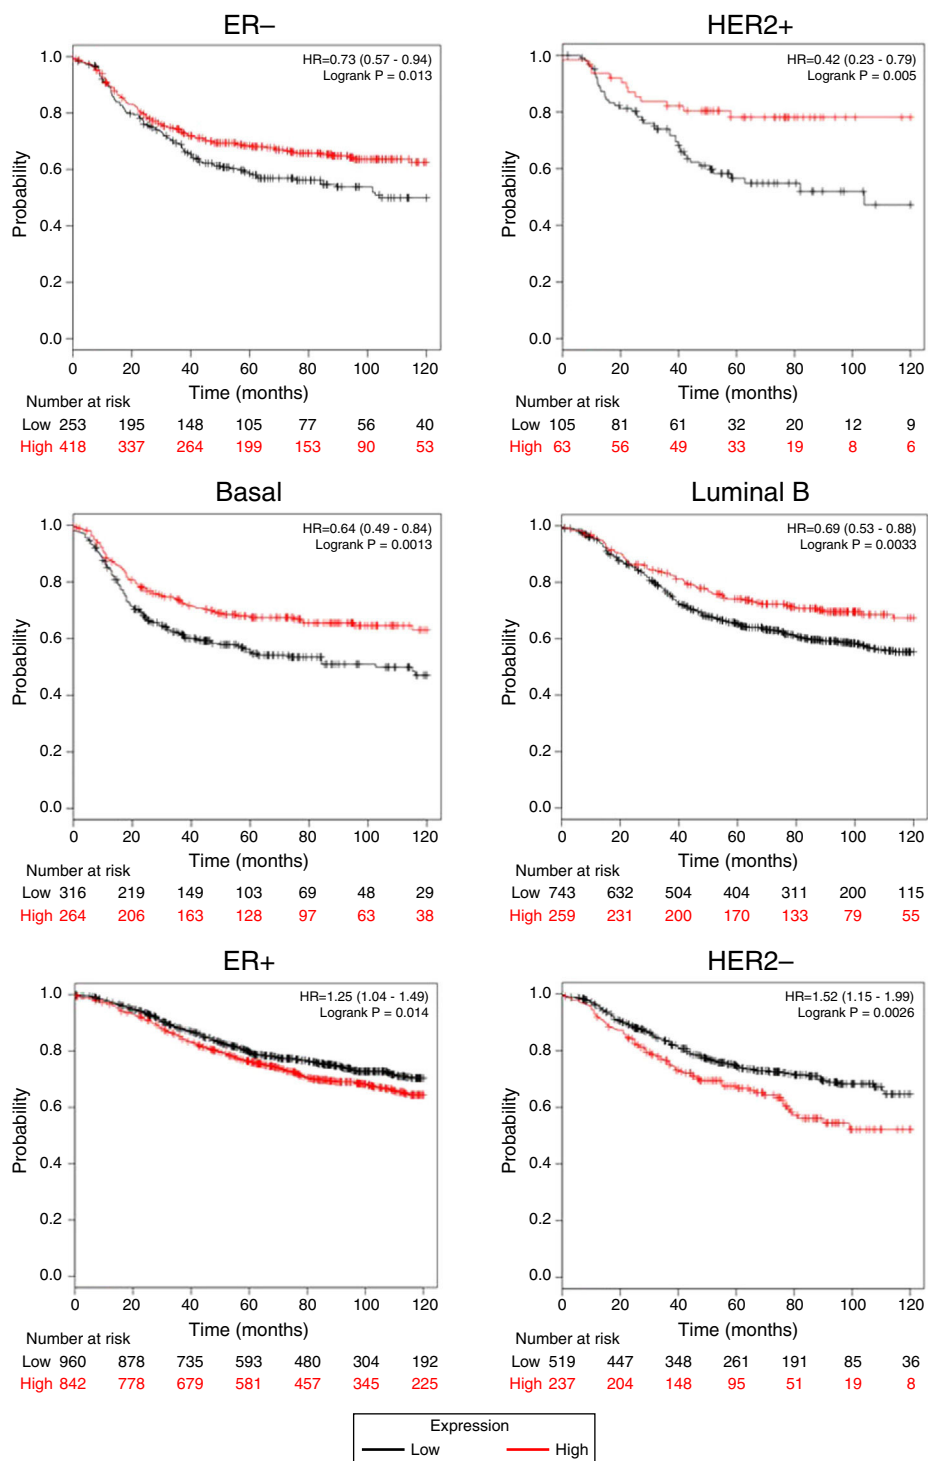 ER–
HR=0.73 (0.57 - 0.94)
Logrank P = 0.013
Probability
1.0
0.8
0.6
0.4
0.2
0.0
0 20 40 60 80 100 120
Time (months)
Number at risk
Low 253 195 148 105 77 56 40
High 418 337 264 199 153 90 53
HER2+
HR=0.42 (0.23 - 0.79)
Logrank P = 0.005
Probability
1.0
0.8
0.6
0.4
0.2
0.0
0 20 40 60 80 100 120
Time (months)
Number at risk
Low 105 81 61 32 20 12 9
High 63 56 49 33 19 8 6
Basal
HR=0.64 (0.49 - 0.84)
Logrank P = 0.0013
Probability
1.0
0.8
0.6
0.4
0.2
0.0
0 20 40 60 80 100 120
Time (months)
Number at risk
Low 316 219 149 103 69 48 29
High 264 206 163 128 97 63 38
Luminal B
HR=0.69 (0.53 - 0.88)
Logrank P = 0.0033
Probability
1.0
0.8
0.6
0.4
0.2
0.0
0 20 40 60 80 100 120
Time (months)
Number at risk
Low 743 632 504 404 311 200 115
High 259 231 200 170 133 79 55
ER+
HR=1.25 (1.04 - 1.49)
Logrank P = 0.014
Probability
1.0
0.8
0.6
0.4
0.2
0.0
0 20 40 60 80 100 120
Time (months)
Number at risk
Low 960 878 735 593 480 304 192
High 842 778 679 581 457 345 225
HER2–
HR=1.52 (1.15 - 1.99)
Logrank P = 0.0026
Probability
1.0
0.8
0.6
0.4
0.2
0.0
0 20 40 60 80 100 120
Time (months)
Number at risk
Low 519 447 348 261 191 85 36
High 237 204 148 95 51 19 8
Expression
Low High